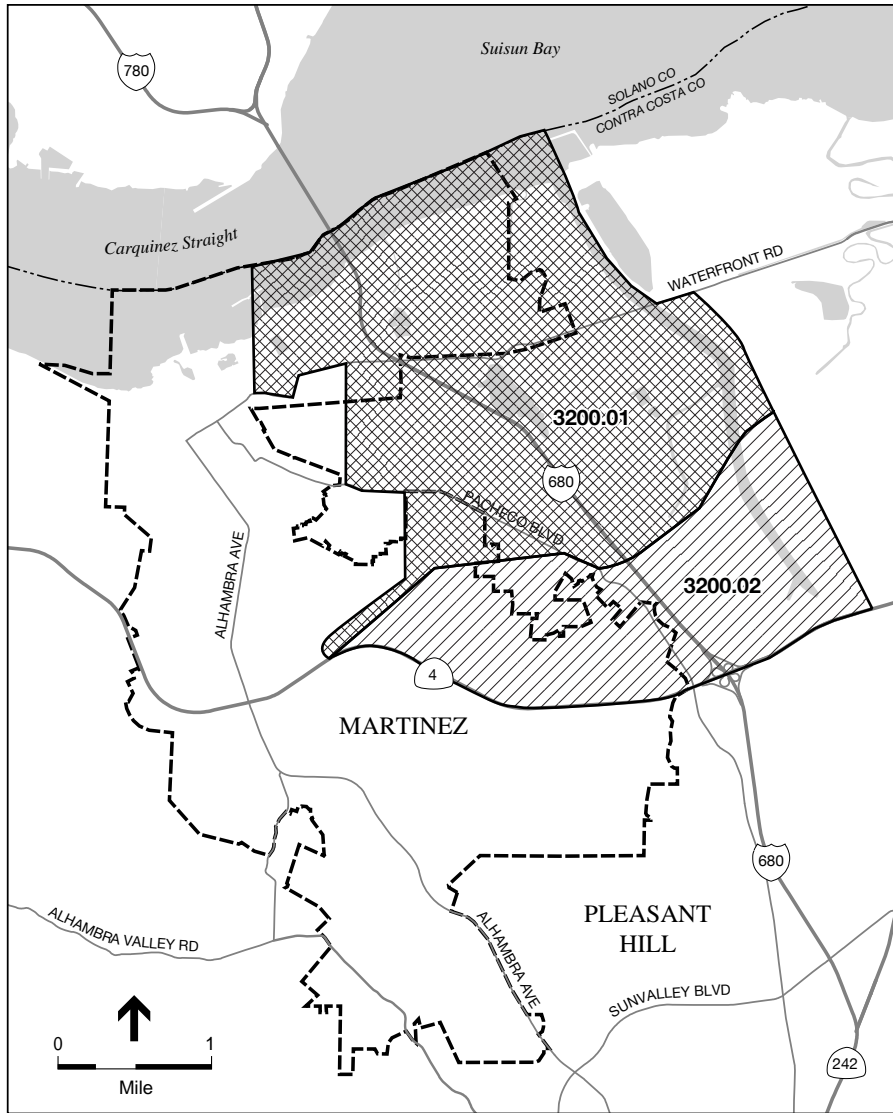 Suisun Bay
780
SOLANO CO
CONTRA COSTA CO
Carquinez Straight
WATERFRONT RD
3200.01
680
PACHECO BLVD
ALHAMBRA AVE
3200.02
4
MARTINEZ
680
PLEASANT
HILL
ALHAMBRA VALLEY RD
ALHAMBRA AVE
SUNVALLEY BLVD
0 1
Mile
242